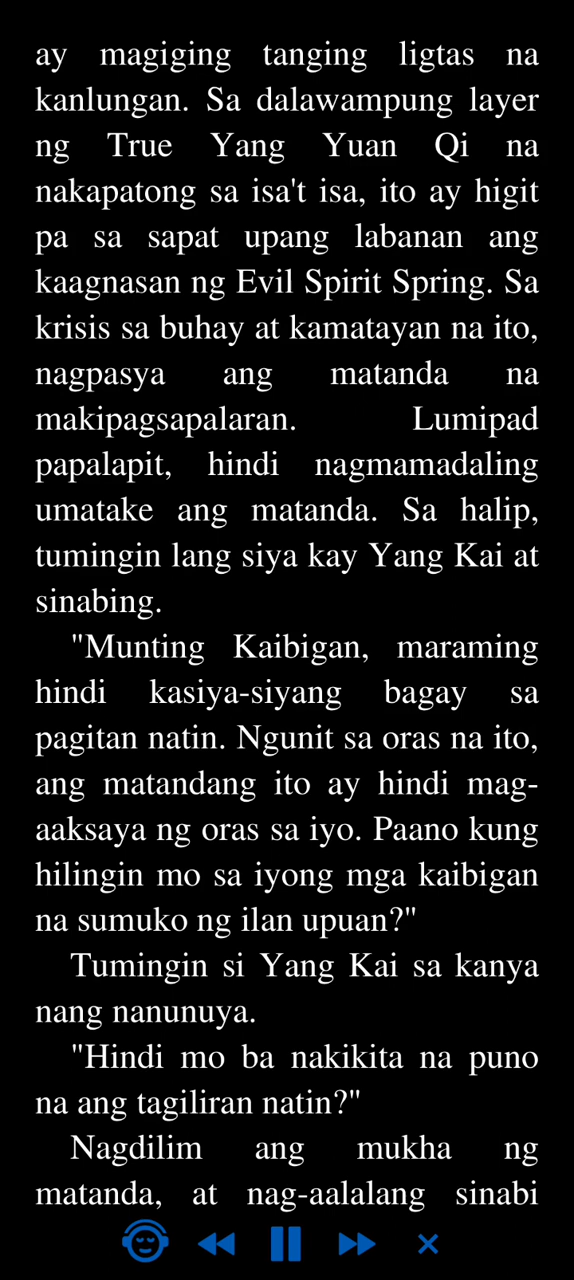 ay magiging tanging ligtas na
kanlungan. Sa dalawampung layer
ng True Yang Yuan Qi na
nakapatong sa isa't isa, ito ay higit
pa sa sapat upang labanan ang
kaagnasan ng Evil Spirit Spring. Sa
krisis sa buhay at kamatayan na ito,
nagpasya ang matanda na
makipagsapalaran. Lumipad
papalapit, hindi nagmamadaling
umatake ang matanda. Sa halip,
tumingin lang siya kay Yang Kai at
sinabing.
"Munting Kaibigan, maraming
hindi kasiya-siyang bagay sa
pagitan natin. Ngunit sa oras na ito,
ang matandang ito ay hindi mag-
aaksaya ng oras sa iyo. Paano kung
hilingin mo sa iyong mga kaibigan
na sumuko ng ilan upuan?"
Tumingin si Yang Kai sa kanya
nang nanunuya.
"Hindi mo ba nakikita na puno
na ang tagiliran natin?"
Nagdilim ang mukha ng
matanda, at nag-aalalang sinabi